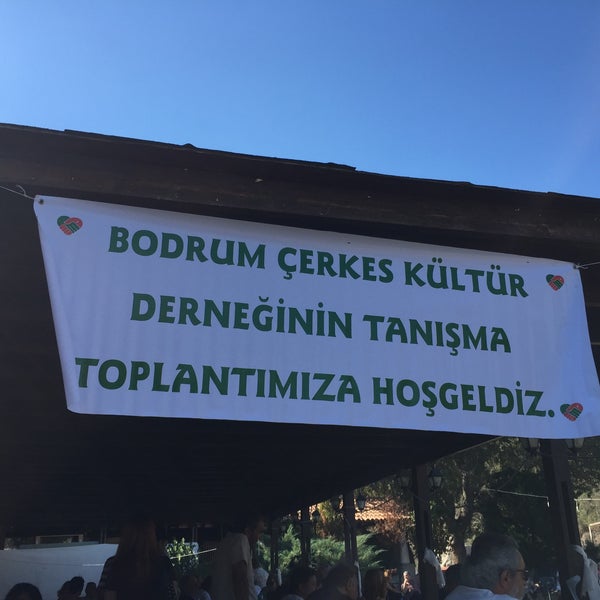 BODRUM ÇERKES KÜLTÜR
DERNEĞİNİN TANIŞMA
TOPLANTIMIZA HOŞGELDİZ.